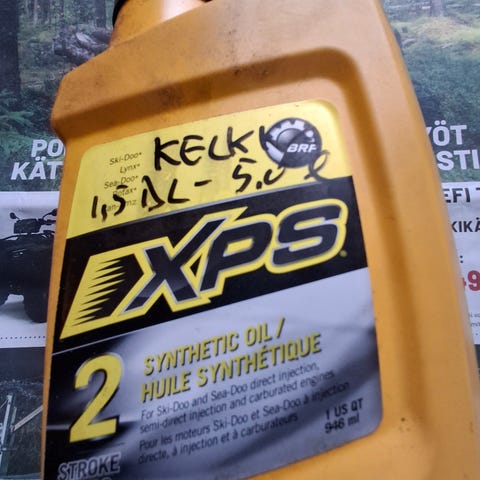 Ski-Doo®
Lynx®
Sea-Doo®
KELKK
BRP
1,5 DL - 5.0 l
XPS
2
STROKE
SYNTHETIC OIL /
HUILE SYNTHÉTIQUE
For Ski-Doo and Sea-Doo direct injection,
semi-direct injection and carburated engines
Pour les moteurs Ski-Doo et Sea-Doo à injection
directe, à injection et à carburateurs
1 US QT
946 ml